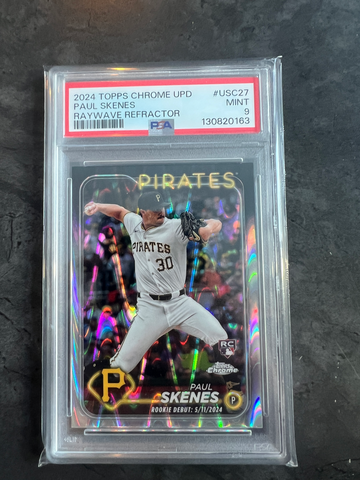 2024 TOPPS CHROME UPD #USC27
PAUL SKENES MINT
RAYWAVE REFRACTOR 9
PSA 130820163
PIRATES
P
PIRATES
30
RC
Topps
Chrome
P
PAUL
SKENES
P
ROOKIE DEBUT: 5/11/2024